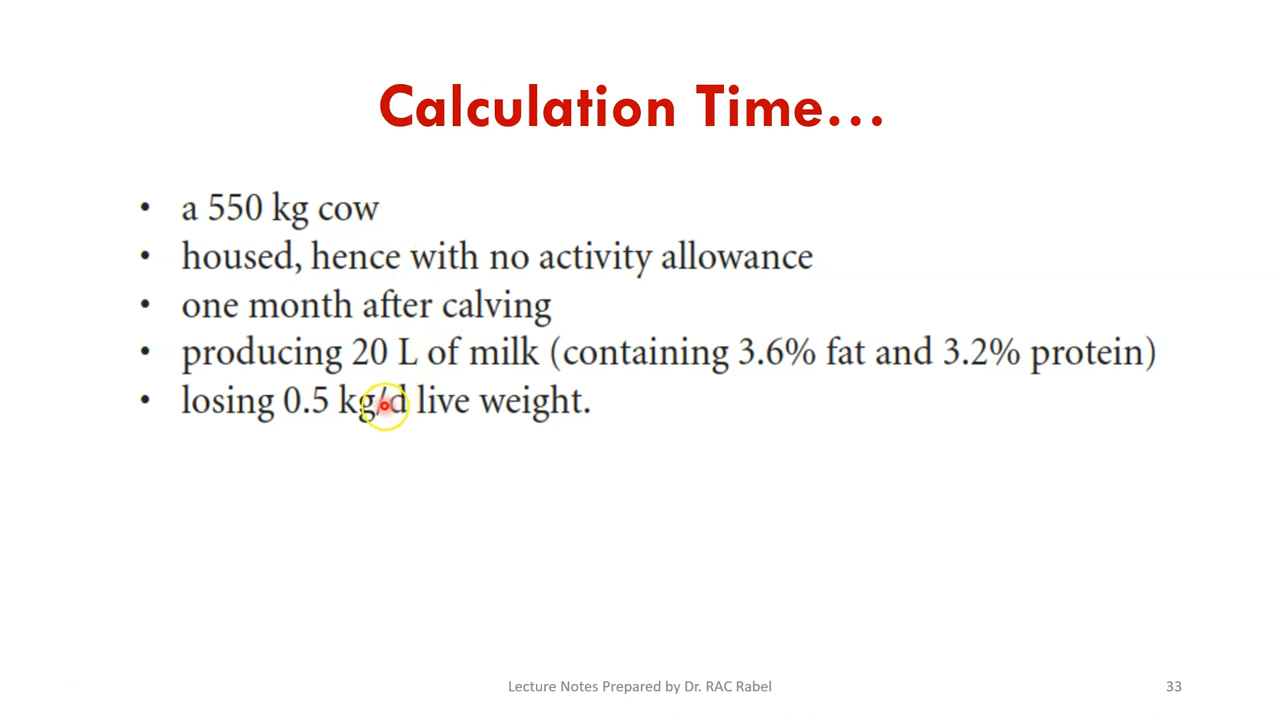 Calculation Time...
• a 550 kg cow
• housed, hence with no activity allowance
• one month after calving
• producing 20 L of milk (containing 3.6% fat and 3.2% protein)
• losing 0.5 kg/d live weight.
Lecture Notes Prepared by Dr. RAC Rabel
33